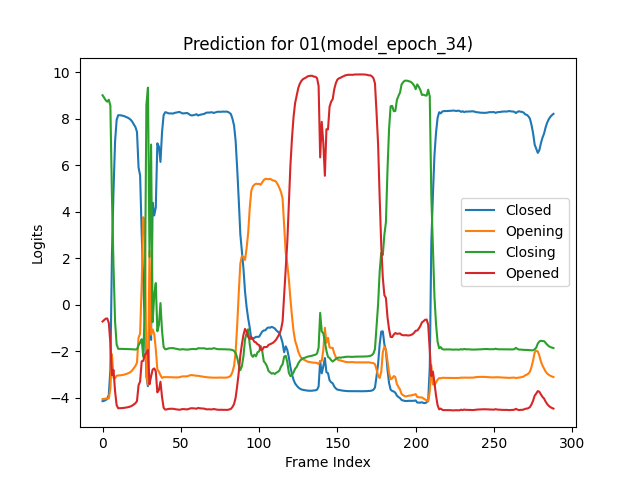 Prediction for 01(model_epoch_34)
Logits
10
8
6
4
2
0
−2
−4
Closed
Opening
Closing
Opened
0 50 100 150 200 250 300
Frame Index